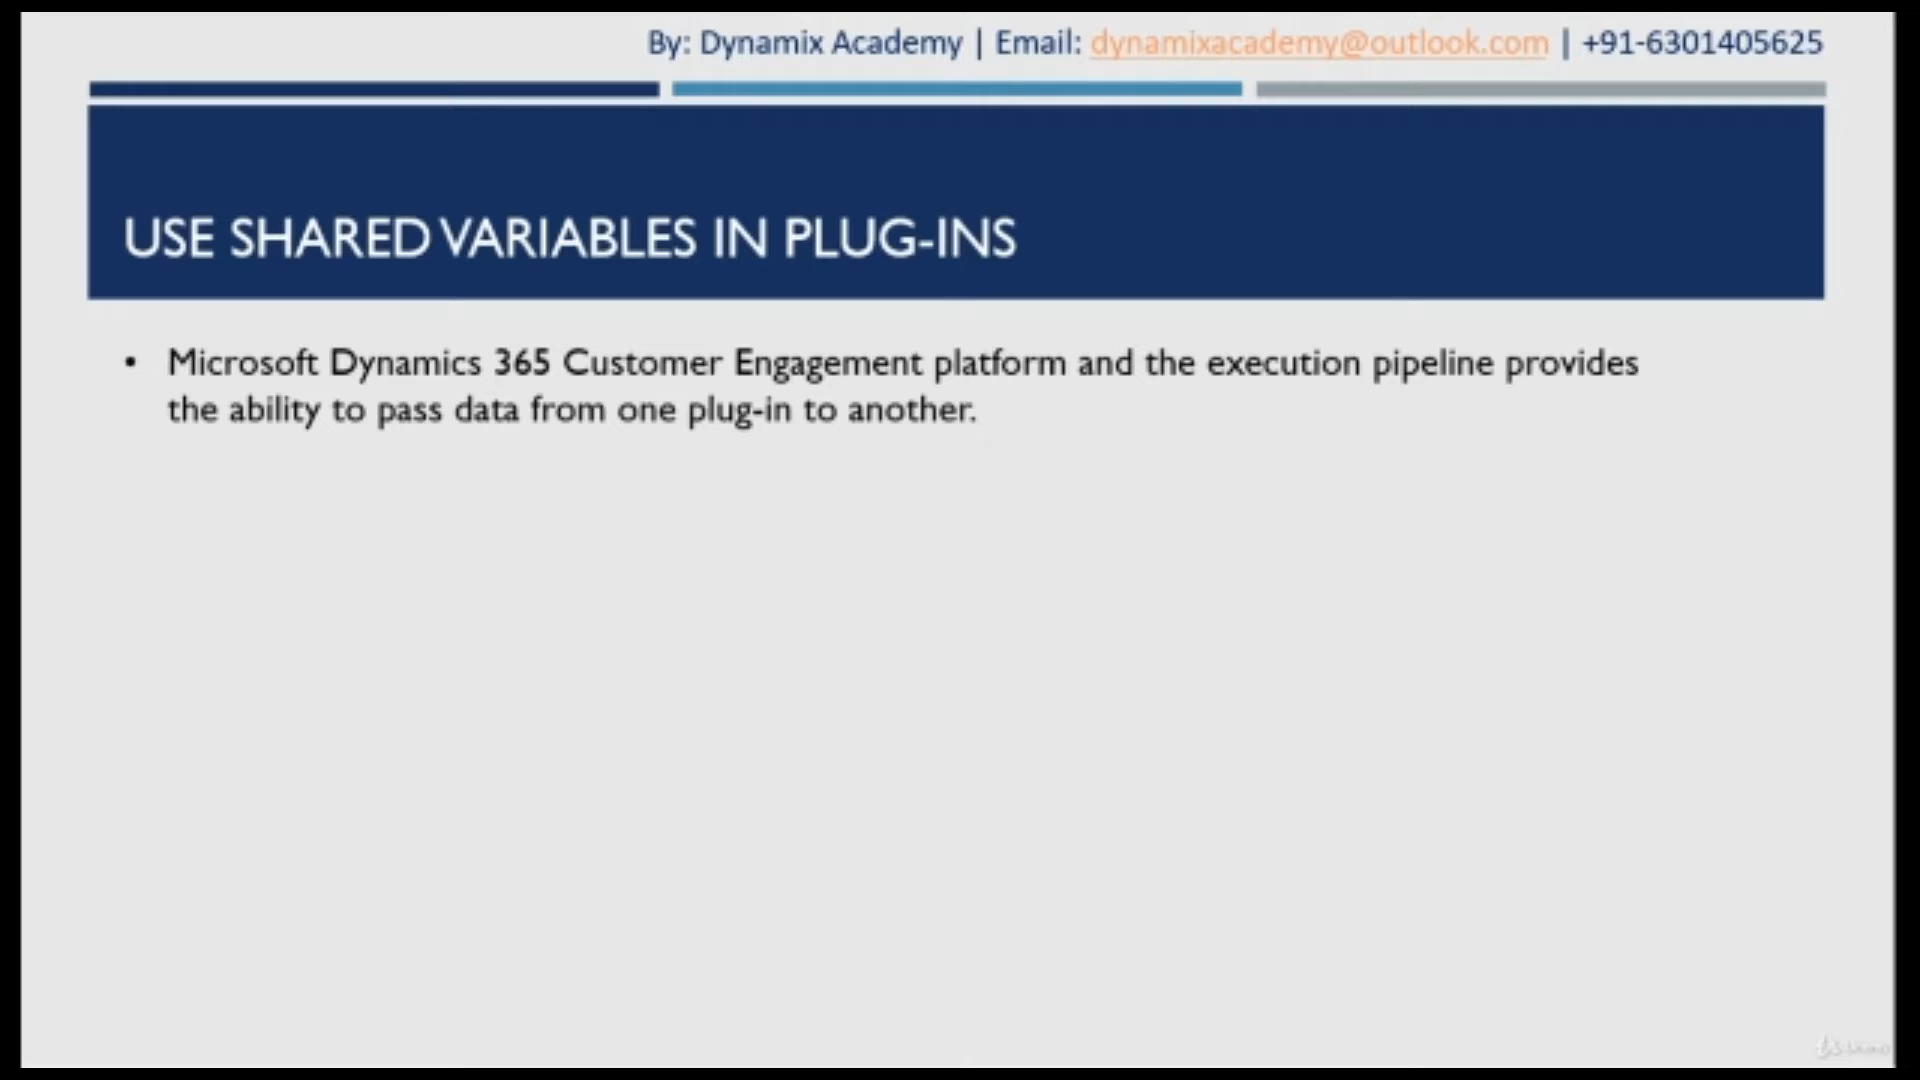 By: Dynamix Academy | Email: dynamixacademy@outlook.com | +91-6301405625
USE SHARED VARIABLES IN PLUG-INS
• Microsoft Dynamics 365 Customer Engagement platform and the execution pipeline provides
the ability to pass data from one plug-in to another.